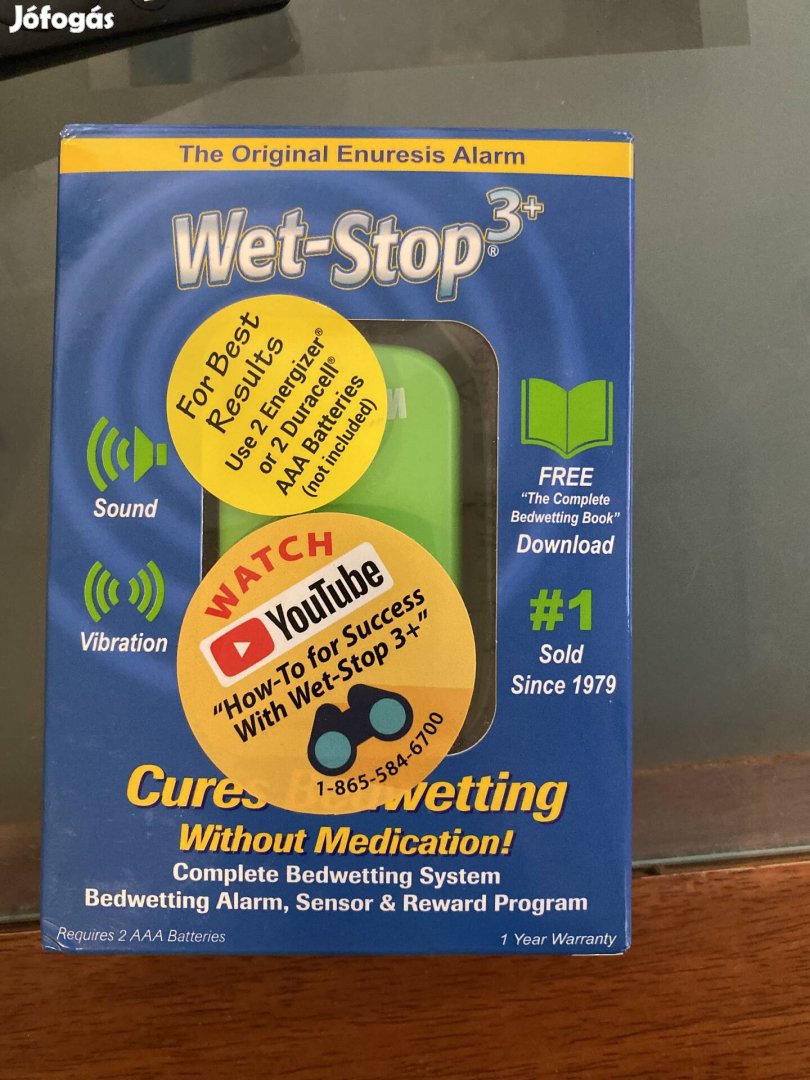 Jófogás
The Original Enuresis Alarm
Wet-Stop3+®
For Best
Results
Use 2 Energizer®
or 2 Duracell®
AAA Batteries
(not included)
Sound
Vibration
FREE
"The Complete
Bedwetting Book"
Download
#1
Sold
Since 1979
WATCH
YouTube
"How-To for Success
With Wet-Stop 3+"
1-865-584-6700
Cures Bedwetting
Without Medication!
Complete Bedwetting System
Bedwetting Alarm, Sensor & Reward Program
Requires 2 AAA Batteries
1 Year Warranty